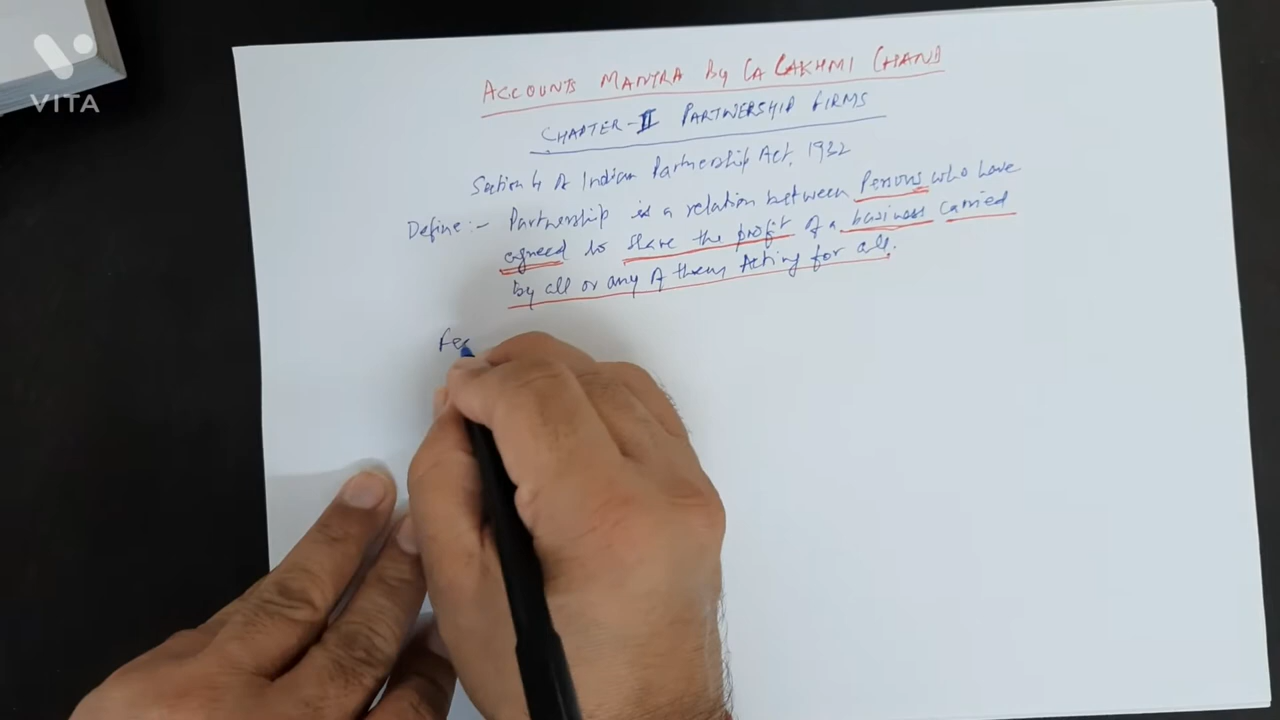 VITA
ACCOUNTS MANTRA By CA LAKHMI CHAND
CHAPTER-II PARTNERSHIP FIRMS
Section 4 of Indian Partnership Act, 1932
Define:- Partnership is a relation between Persons who have
agreed to share the profit of a business carried
by all or any of them Acting for all.
Fea